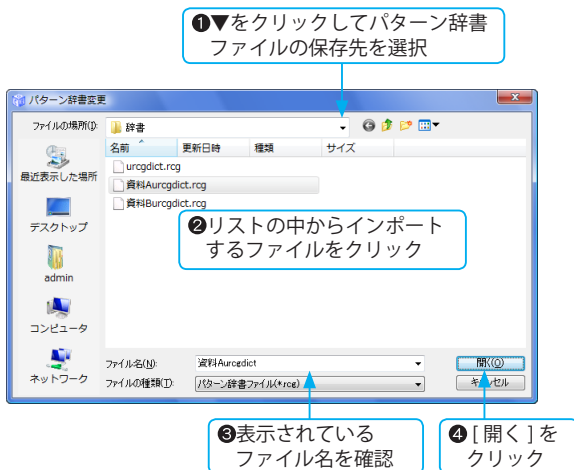 ❶▼をクリックしてパターン辞書
ファイルの保存先を選択
パターン辞書変更
ファイルの場所(I):
辞書
名前
更新日時
種類
サイズ
urcgdict.rcg
資料Aurcgdict.rcg
資料Burcgdict.rcg
最近表示した場所
デスクトップ
admin
コンピュータ
ネットワーク
❷リストの中からインポート
するファイルをクリック
ファイル名(N):
資料Aurcgdict
開く(O)
ファイルの種類(T):
パターン辞書ファイル(*.rcg)
キャンセル
❸表示されている
ファイル名を確認
❹[ 開く ] を
クリック